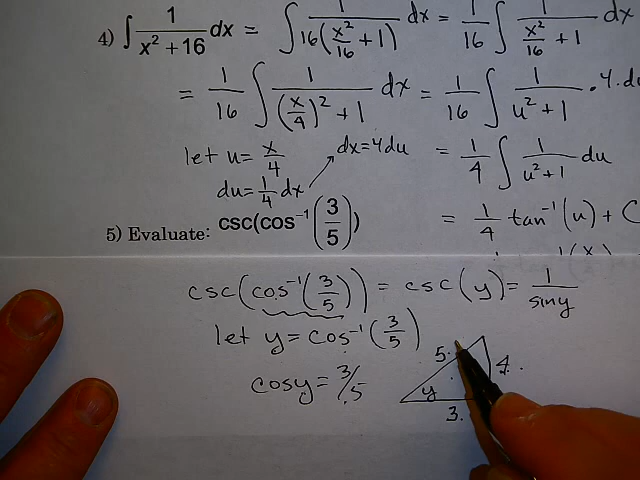 4) ∫ 1/(x² + 16) dx = ∫ 1/(16(x²/16 + 1)) dx = 1/16 ∫ 1/(x²/16 + 1) dx
= 1/16 ∫ 1/((x/4)² + 1) dx = 1/16 ∫ 1/(u² + 1) · 4 du
let u = x/4 dx = 4du = 1/4 ∫ 1/(u² + 1) du
du = 1/4 dx
5) Evaluate: csc(cos⁻¹(3/5)) = 1/4 tan⁻¹(u) + C
csc(cos⁻¹(3/5)) = csc(y) = 1/siny
let y = cos⁻¹(3/5)
5 4
cosy = 3/5 y
3